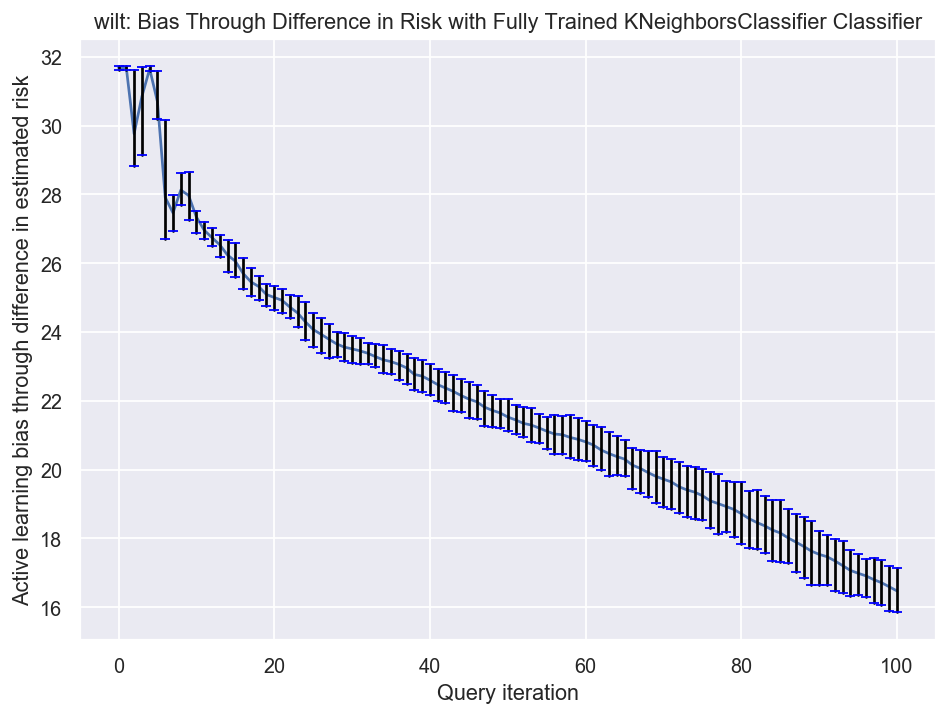 wilt: Bias Through Difference in Risk with Fully Trained KNeighborsClassifier Classifier
Active learning bias through difference in estimated risk
32
30
28
26
24
22
20
18
16
0 20 40 60 80 100
Query iteration